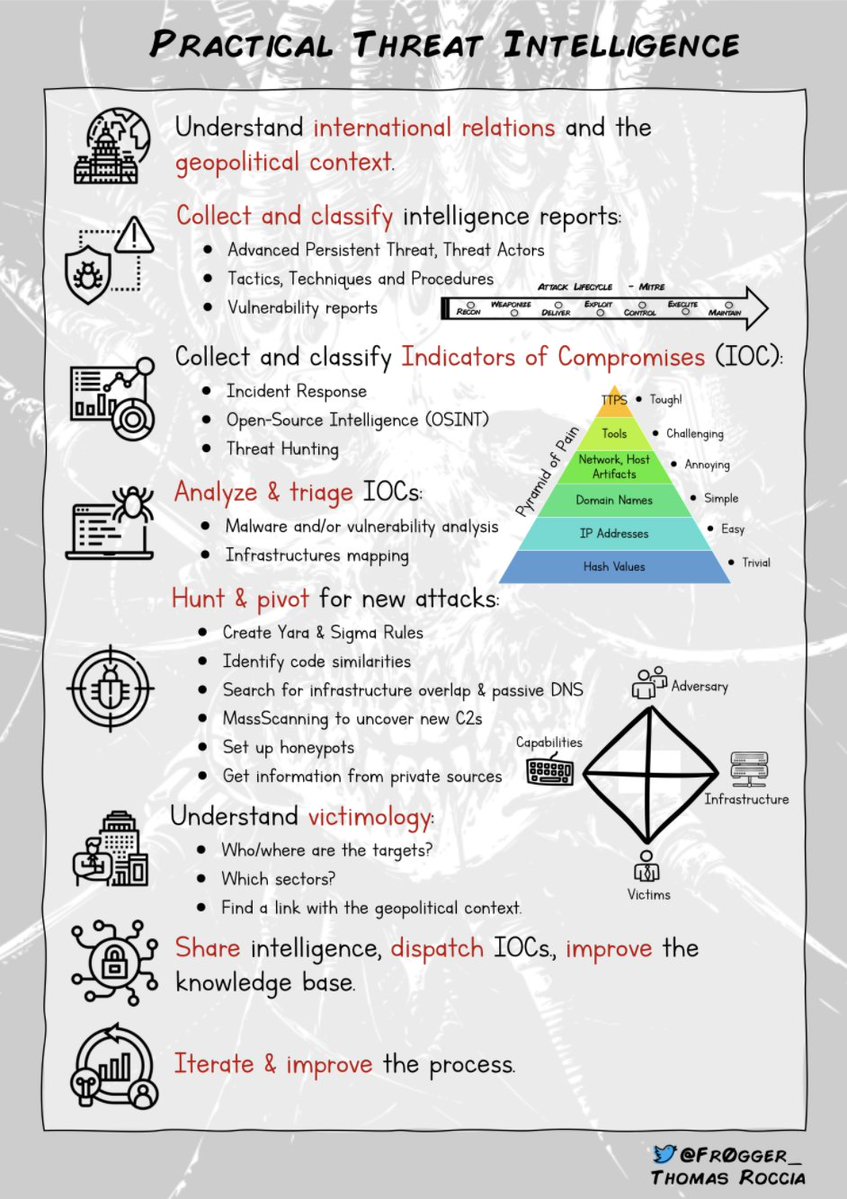 PRACTICAL THREAT INTELLIGENCE
Understand international relations and the
geopolitical context.
Collect and classify intelligence reports:
• Advanced Persistent Threat, Threat Actors
• Tactics, Techniques and Procedures
• Vulnerability reports
ATTACK LIFECYCLE - MITRE
RECON
WEAPONIZE
DELIVER
EXPLOIT
CONTROL
EXECUTE
MAINTAIN
Collect and classify Indicators of Compromises (IOC):
• Incident Response
• Open-Source Intelligence (OSINT)
• Threat Hunting
Pyramid of Pain
TTPS • Tough!
Tools • Challenging
Network, Host
Artifacts • Annoying
Domain Names • Simple
IP Addresses • Easy
Hash Values • Trivial
Analyze & triage IOCs:
• Malware and/or vulnerability analysis
• Infrastructures mapping
Hunt & pivot for new attacks:
• Create Yara & Sigma Rules
• Identify code similarities
• Search for infrastructure overlap & passive DNS
• MassScanning to uncover new C2s
• Set up honeypots
• Get information from private sources
Adversary
Capabilities
Infrastructure
Victims
Understand victimology:
• Who/where are the targets?
• Which sectors?
• Find a link with the geopolitical context.
Share intelligence, dispatch IOCs., improve the
knowledge base.
Iterate & improve the process.
@FR0GGER_
THOMAS ROCCIA